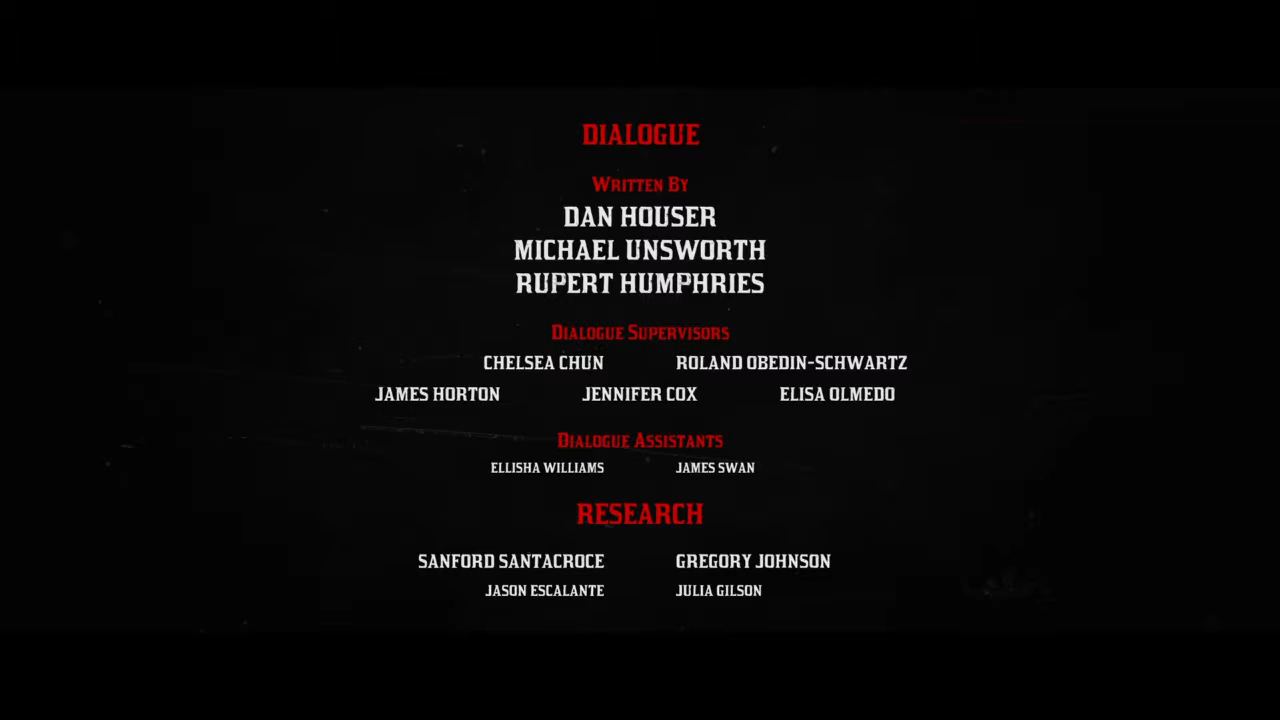 DIALOGUE
WRITTEN BY
DAN HOUSER
MICHAEL UNSWORTH
RUPERT HUMPHRIES
DIALOGUE SUPERVISORS
CHELSEA CHUN ROLAND OBEDIN-SCHWARTZ
JAMES HORTON JENNIFER COX ELISA OLMEDO
DIALOGUE ASSISTANTS
ELLISHA WILLIAMS JAMES SWAN
RESEARCH
SANFORD SANTACROCE GREGORY JOHNSON
JASON ESCALANTE JULIA GILSON